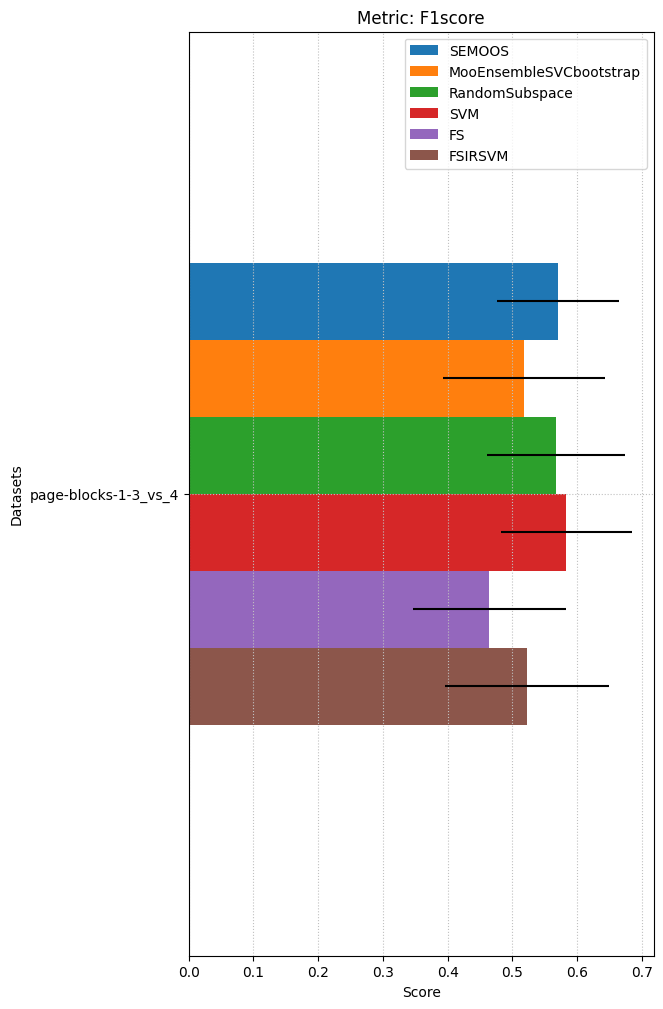 Metric: F1score
SEMOOS
MooEnsembleSVCbootstrap
RandomSubspace
SVM
FS
FSIRSVM
Datasets
page-blocks-1-3_vs_4
0.0 0.1 0.2 0.3 0.4 0.5 0.6 0.7
Score